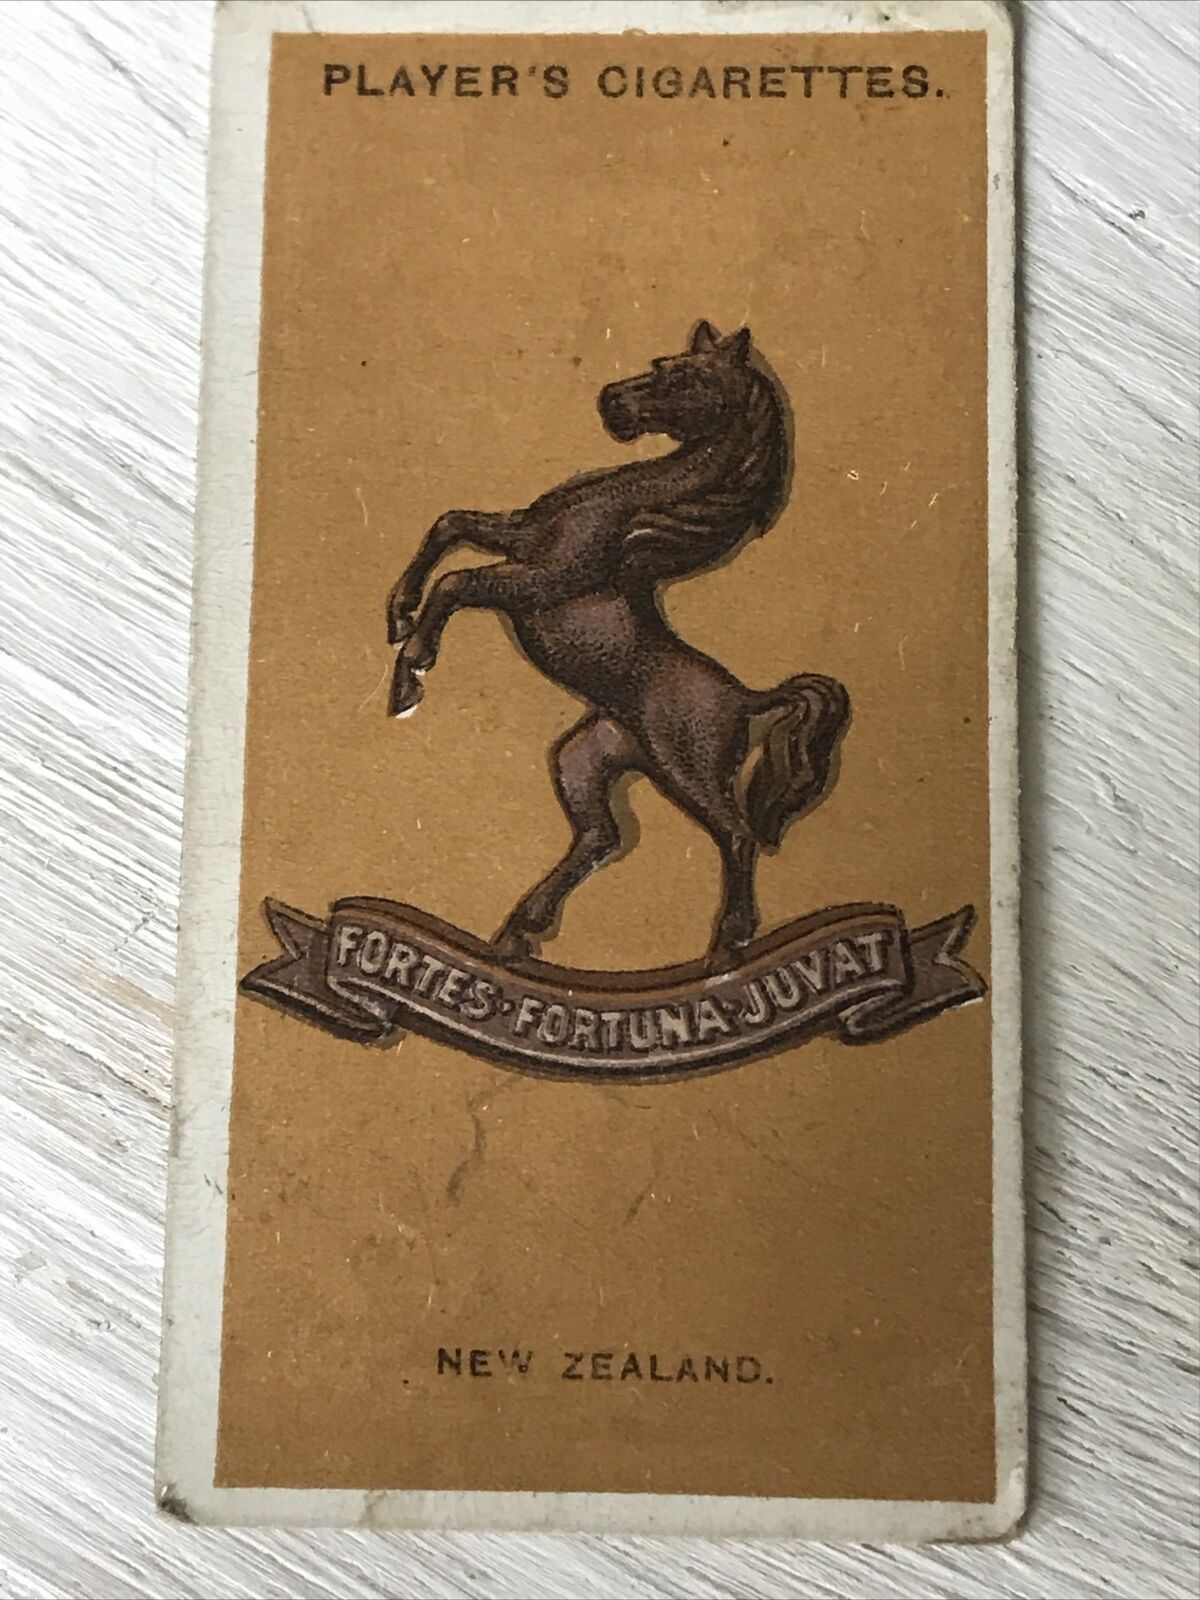 PLAYER'S CIGARETTES.
FORTES·FORTUNA·JUVAT
NEW ZEALAND.